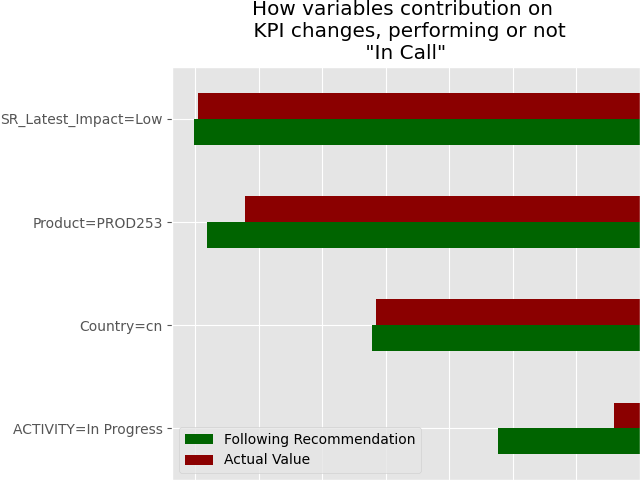 How variables contribution on
KPI changes, performing or not
"In Call"
SR_Latest_Impact=Low
Product=PROD253
Country=cn
ACTIVITY=In Progress
Following Recommendation
Actual Value